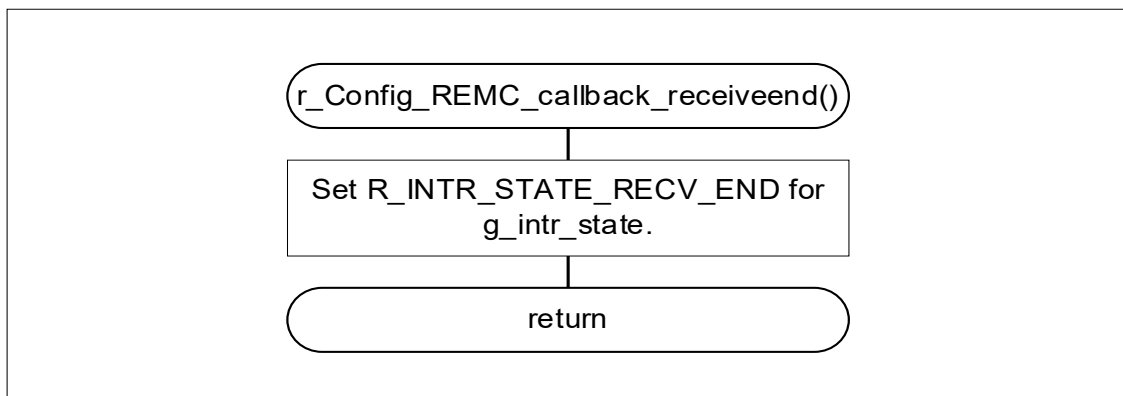 r_Config_REMC_callback_receiveend()
Set R_INTR_STATE_RECV_END for
g_intr_state.
return